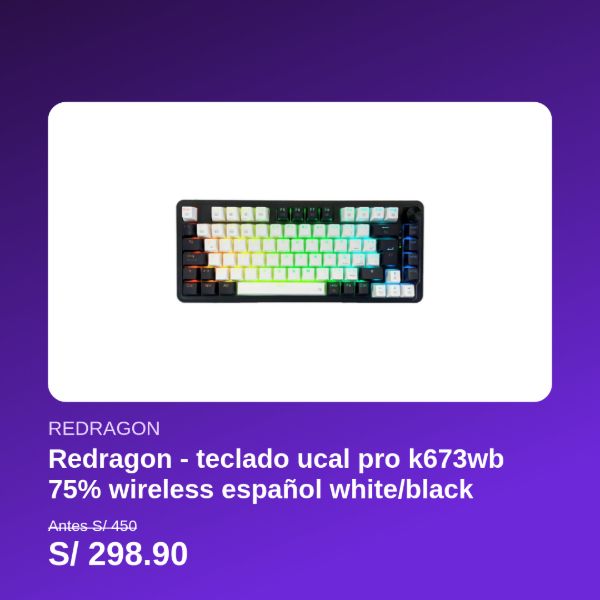 REDRAGON
Redragon - teclado ucal pro k673wb
75% wireless español white/black
Antes S/ 450
S/ 298.90